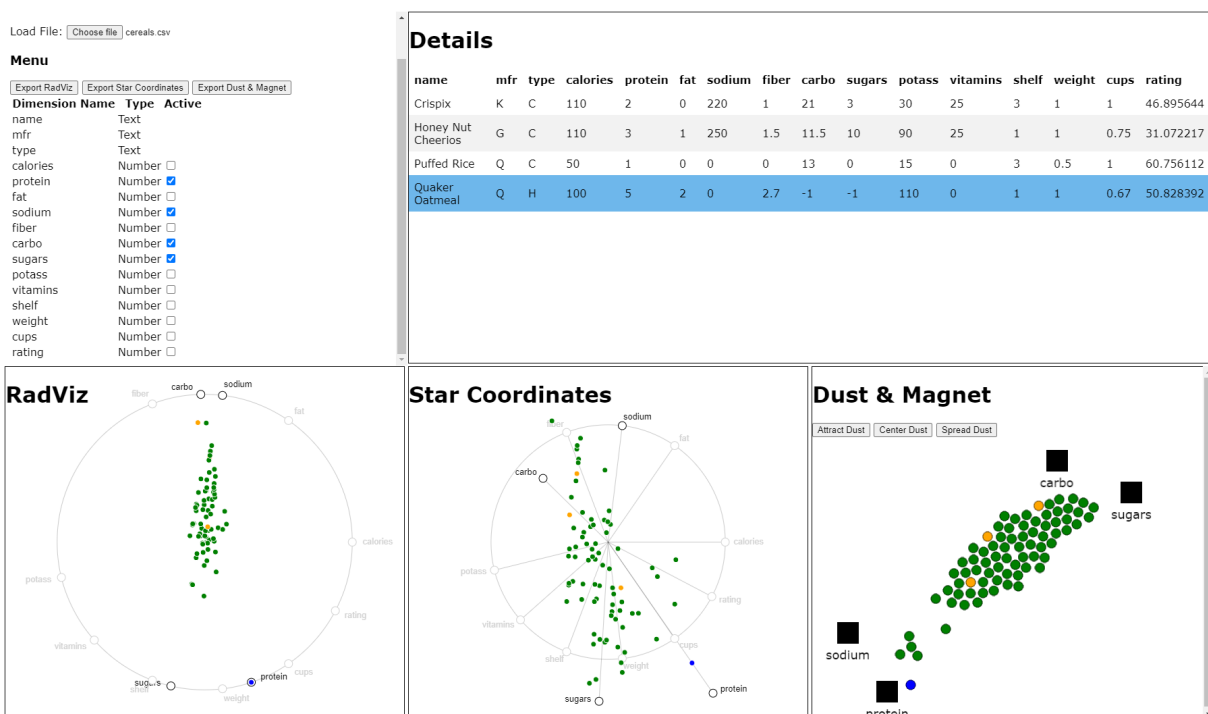 Load File: Choose file cereals.csv
Menu
Export RadViz Export Star Coordinates Export Dust & Magnet
Dimension Name Type Active
name Text
mfr Text
type Text
calories Number
protein Number
fat Number
sodium Number
fiber Number
carbo Number
sugars Number
potass Number
vitamins Number
shelf Number
weight Number
cups Number
rating Number
Details
name mfr type calories protein fat sodium fiber carbo sugars potass vitamins shelf weight cups rating
Crispix K C 110 2 0 220 1 21 3 30 25 3 1 1 46.895644
Honey Nut
Cheerios G C 110 3 1 250 1.5 11.5 10 90 25 1 1 0.75 31.072217
Puffed Rice Q C 50 1 0 0 0 13 0 15 0 3 0.5 1 60.756112
Quaker
Oatmeal Q H 100 5 2 0 2.7 -1 -1 110 0 1 1 0.67 50.828392
RadViz
carbo
sodium
fiber
fat
calories
potass
rating
vitamins
cups
protein
sugars
shelf
weight
Star Coordinates
sodium
fiber
fat
carbo
calories
potass
rating
vitamins
cups
shelf
weight
protein
sugars
Dust & Magnet
Attract Dust Center Dust Spread Dust
carbo
sugars
sodium
protein